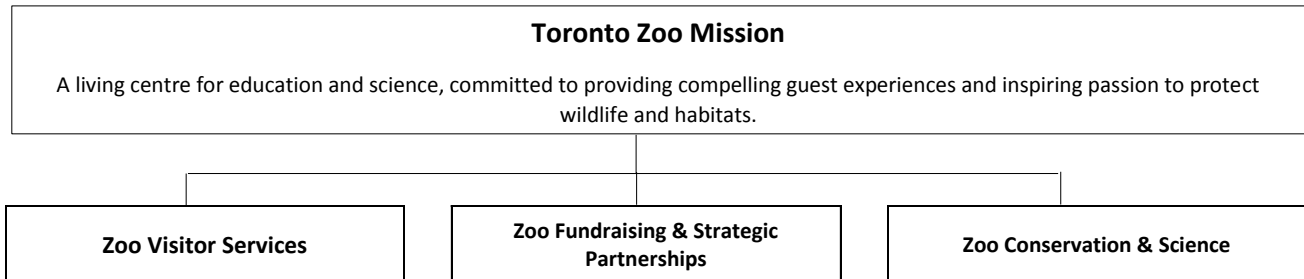 Toronto Zoo Mission
A living centre for education and science, committed to providing compelling guest experiences and inspiring passion to protect
wildlife and habitats.
Zoo Visitor Services
Zoo Fundraising & Strategic
Partnerships
Zoo Conservation & Science